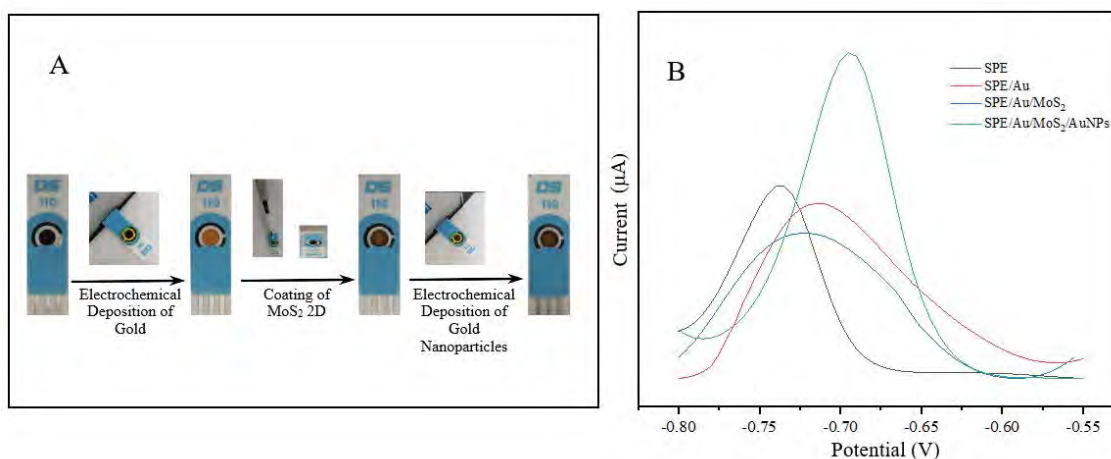 A
DS
110
DS
110
DS
110
DS
110
Electrochemical
Deposition of
Gold
Coating of
MoS₂ 2D
Electrochemical
Deposition of
Gold
Nanoparticles
B
SPE
SPE/Au
SPE/Au/MoS₂
SPE/Au/MoS₂/AuNPs
Current (μA)
-0.80 -0.75 -0.70 -0.65 -0.60 -0.55
Potential (V)